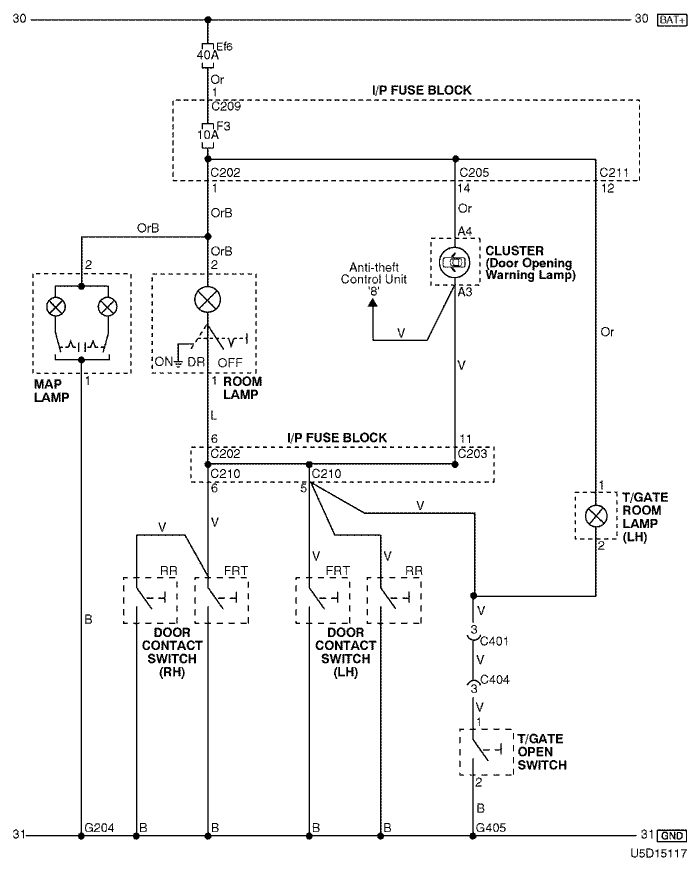 30
30 BAT+
Ef6
40A
Or
1
I/P FUSE BLOCK
C209
F3
10A
C202
C205
C211
1
14
12
OrB
Or
OrB
A4
OrB
2
2
CLUSTER
(Door Opening
Warning Lamp)
Anti-theft
Control Unit
'8'
A3
V
Or
ON DR OFF
V
1
MAP
LAMP
1
ROOM
LAMP
L
6
I/P FUSE BLOCK
11
C202
C203
C210
C210
6
5
1
T/GATE
ROOM
LAMP
(LH)
2
V
V
V
V
V
RR
FRT
FRT
RR
B
DOOR
CONTACT
SWITCH
(RH)
DOOR
CONTACT
SWITCH
(LH)
V
3
C401
V
C404
3
V
1
T/GATE
OPEN
SWITCH
2
B
31
G204
B
B
B
B
G405
31 GND
U5D15117